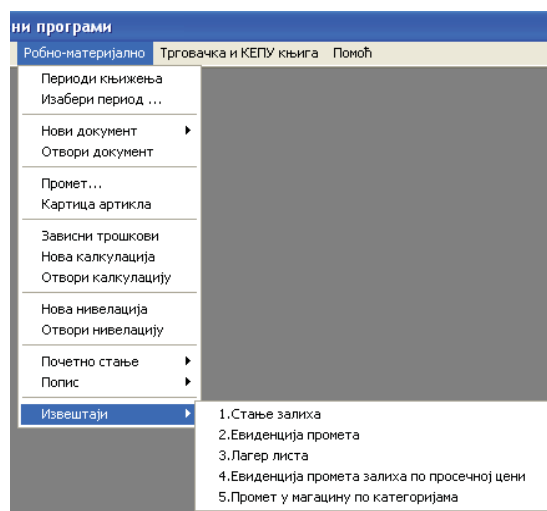 ни програми
Робно-материјално Трговачка и КЕПУ књига Помоћ
Периоди књижења
Изабери период ...
Нови документ
Отвори документ
Промет...
Картица артикла
Зависни трошкови
Нова калкулација
Отвори калкулацију
Нова нивелација
Отвори нивелацију
Почетно стање
Попис
Извештаји
1.Стање залиха
2.Евиденција промета
3.Лагер листа
4.Евиденција промета залиха по просечној цени
5.Промет у магацину по категоријама